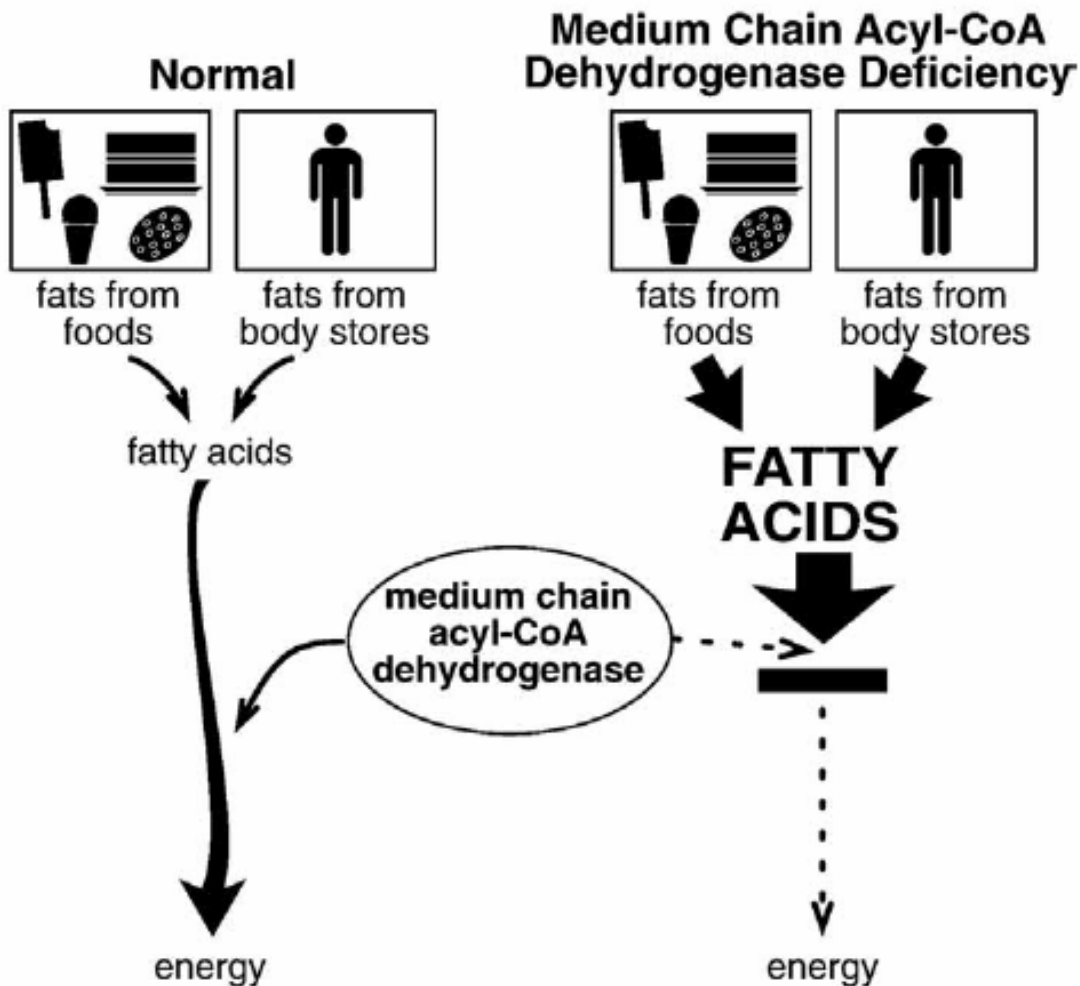 Normal
fats from
foods
fats from
body stores
fatty acids
energy
medium chain
acyl-CoA
dehydrogenase
Medium Chain Acyl-CoA
Dehydrogenase Deficiency
fats from
foods
fats from
body stores
FATTY
ACIDS
energy